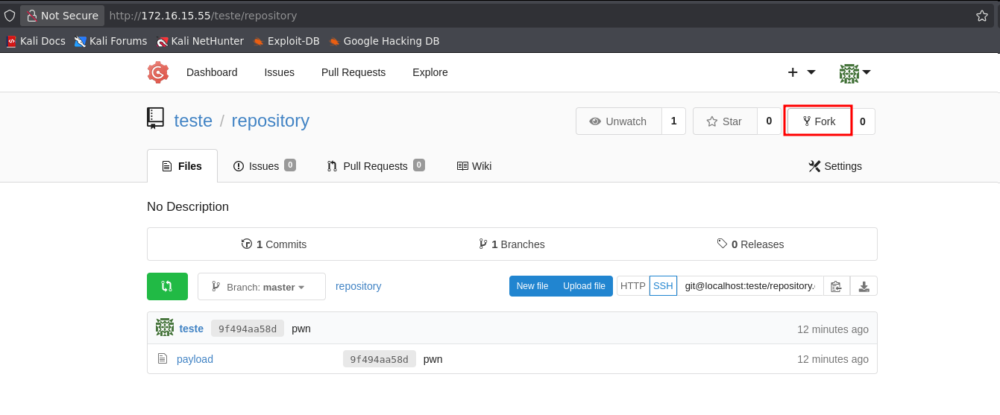 Not Secure http://172.16.15.55/teste/repository
Kali Docs Kali Forums Kali NetHunter Exploit-DB Google Hacking DB
Dashboard Issues Pull Requests Explore
teste / repository Unwatch 1 Star 0 Fork 0
Files Issues 0 Pull Requests 0 Wiki Settings
No Description
1 Commits 1 Branches 0 Releases
Branch: master repository New file Upload file HTTP SSH git@localhost:teste/repository.
teste 9f494aa58d pwn 12 minutes ago
payload 9f494aa58d pwn 12 minutes ago